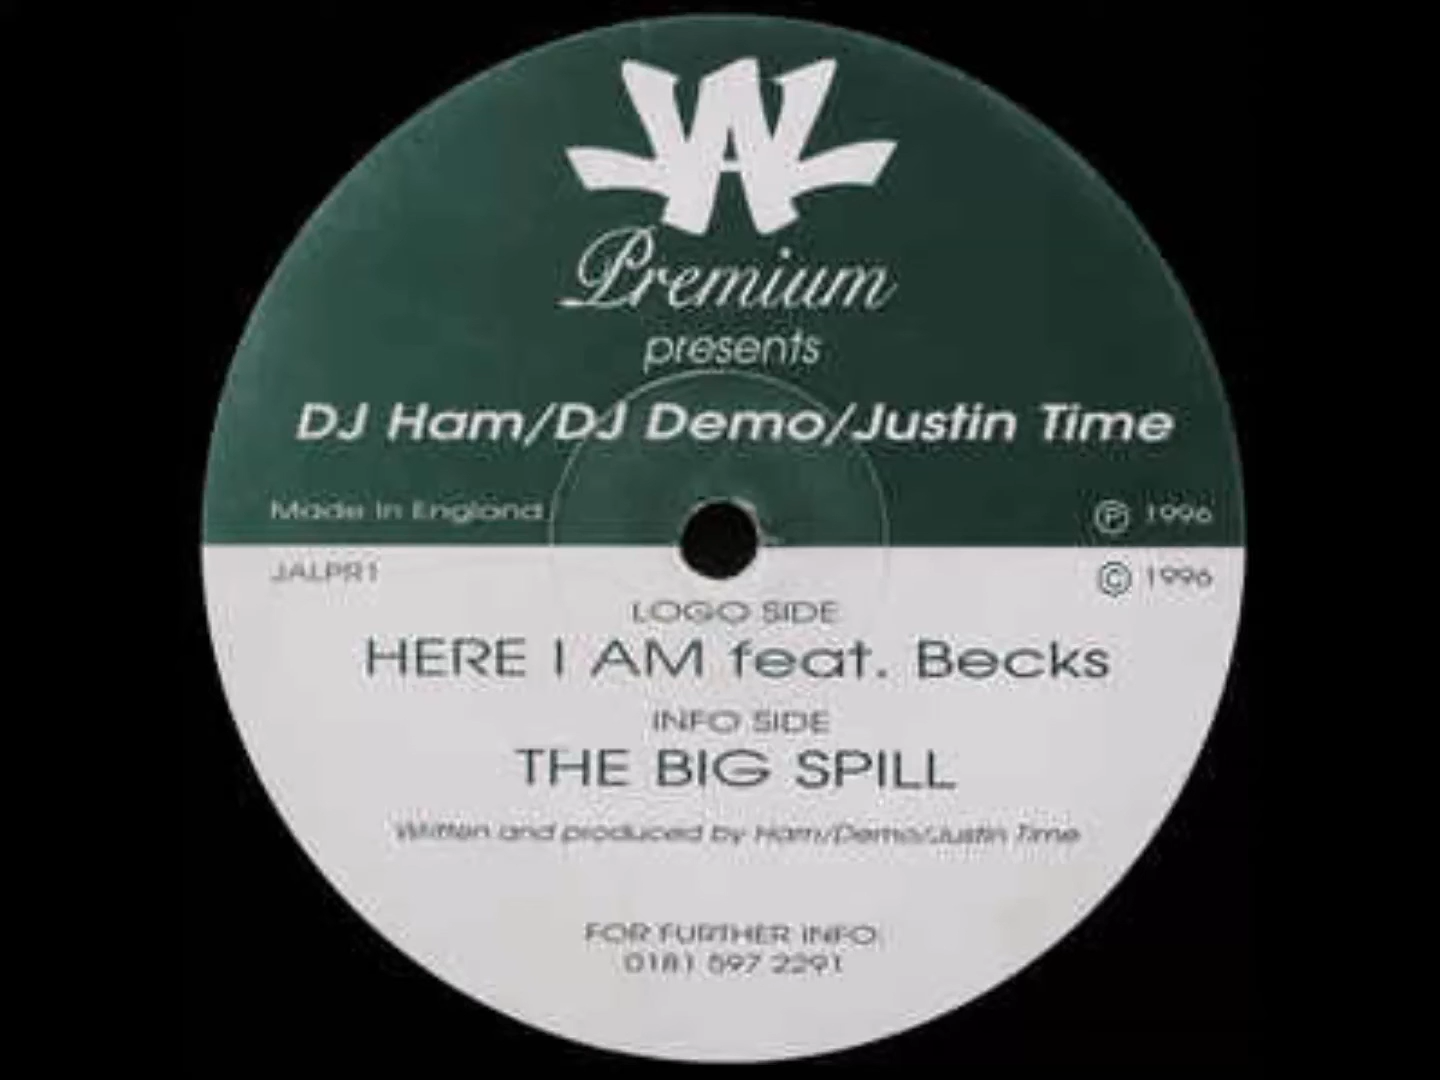 Premium
presents
DJ Ham/DJ Demo/Justin Time
Made In England
℗ 1996
JALPR1
© 1996
LOGO SIDE
HERE I AM feat. Becks
INFO SIDE
THE BIG SPILL
Written and produced by Ham/Demo/Justin Time
FOR FURTHER INFO:
0181 597 2291